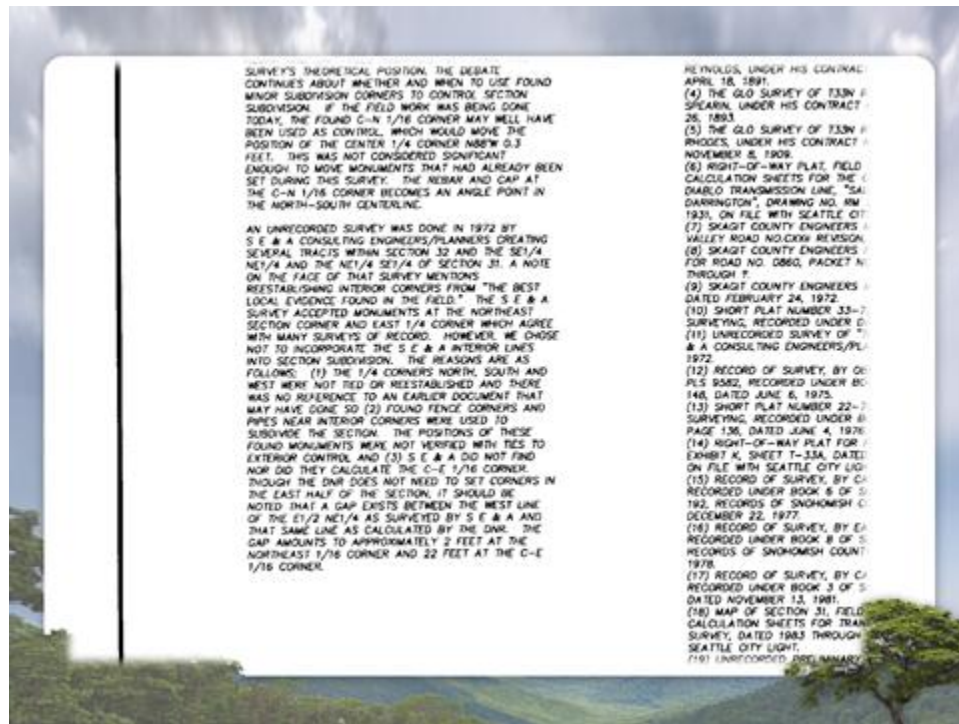 SURVEY'S THEORETICAL POSITION. THE DEBATE
CONTINUES ABOUT WHETHER AND WHEN TO USE FOUND
MINOR SUBDIVISION CORNERS TO CONTROL SECTION
SUBDIVISION. IF THE FIELD WORK WAS BEING DONE
TODAY, THE FOUND C-N 1/16 CORNER MAY WELL HAVE
BEEN USED AS CONTROL, WHICH WOULD MOVE THE
POSITION OF THE CENTER 1/4 CORNER N88°W 0.3
FEET. THIS WAS NOT CONSIDERED SIGNIFICANT
ENOUGH TO MOVE MONUMENTS THAT HAD ALREADY BEEN
SET DURING THIS SURVEY. THE REBAR AND CAP AT
THE C-N 1/16 CORNER BECOMES AN ANGLE POINT IN
THE NORTH-SOUTH CENTERLINE.
AN UNRECORDED SURVEY WAS DONE IN 1972 BY
S E & A CONSULTING ENGINEERS/PLANNERS CREATING
SEVERAL TRACTS WITHIN SECTION 32 AND THE SE1/4
NE1/4 AND THE NE1/4 SE1/4 OF SECTION 31. A NOTE
ON THE FACE OF THAT SURVEY MENTIONS
REESTABLISHING INTERIOR CORNERS FROM "THE BEST
LOCAL EVIDENCE FOUND IN THE FIELD." THE S E & A
SURVEY ACCEPTED MONUMENTS AT THE NORTHEAST
SECTION CORNER AND EAST 1/4 CORNER WHICH AGREE
WITH MANY SURVEYS OF RECORD. HOWEVER, WE CHOSE
NOT TO INCORPORATE THE S E & A INTERIOR LINES
INTO SECTION SUBDIVISION. THE REASONS ARE AS
FOLLOWS; (1) THE 1/4 CORNERS NORTH, SOUTH AND
WEST WERE NOT TIED OR REESTABLISHED AND THERE
WAS NO REFERENCE TO AN EARLIER DOCUMENT THAT
MAY HAVE DONE SO (2) FOUND FENCE CORNERS AND
PIPES NEAR INTERIOR CORNERS WERE USED TO
SUBDIVIDE THE SECTION. THE POSITIONS OF THESE
FOUND MONUMENTS WERE NOT VERIFIED WITH TIES TO
EXTERIOR CONTROL AND (3) S E & A DID NOT FIND
NOR DID THEY CALCULATE THE C-E 1/16 CORNER.
THOUGH THE DNR DOES NOT NEED TO SET CORNERS IN
THE EAST HALF OF THE SECTION, IT SHOULD BE
NOTED THAT A GAP EXISTS BETWEEN THE WEST LINE
OF THE E1/2 NE1/4 AS SURVEYED BY S E & A AND
THAT SAME LINE AS CALCULATED BY THE DNR. THE
GAP AMOUNTS TO APPROXIMATELY 2 FEET AT THE
NORTHEAST 1/16 CORNER AND 22 FEET AT THE C-E
1/16 CORNER.
REYNOLDS, UNDER HIS CONTRAC
APRIL 18, 1891.
(4) THE GLO SURVEY OF T33N
SPEARIN, UNDER HIS CONTRACT
26, 1893.
(5) THE GLO SURVEY OF T33N
RHODES, UNDER HIS CONTRACT
NOVEMBER 8, 1909.
(6) RIGHT-OF-WAY PLAT, FIELD
CALCULATION SHEETS FOR THE
DIABLO TRANSMISSION LINE,
DARRINGTON", DRAWING NO. RM
1931, ON FILE WITH SEATTLE CIT
(7) SKAGIT COUNTY ENGINEERS
VALLEY ROAD REVISION,
(8) SKAGIT COUNTY ENGINEERS
FOR ROAD NO. 0860, PACKET
THROUGH
(9) SKAGIT COUNTY ENGINEERS
DATED FEBRUARY 24, 1972.
(10) SHORT PLAT NUMBER 33-7
SURVEYING, RECORDED UNDER
(11) UNRECORDED SURVEY OF
& A CONSULTING ENGINEERS/PLA
1972.
(12) RECORD OF SURVEY, BY
PLS 9582, RECORDED UNDER
148, DATED JUNE 6, 1975.
(13) SHORT PLAT NUMBER 22-7
SURVEYING, RECORDED UNDER
PAGE 136, DATED JUNE 4, 1976
(14) RIGHT-OF-WAY PLAT FOR
EXHIBIT K, SHEET T-33A, DATED
ON FILE WITH SEATTLE CITY LIG
(15) RECORD OF SURVEY, BY
RECORDED UNDER BOOK 6 OF
192, RECORDS OF SNOHOMISH
DECEMBER 22, 1977.
(16) RECORD OF SURVEY, BY
RECORDED UNDER BOOK 8 OF
RECORDS OF SNOHOMISH COUNT
1978.
(17) RECORD OF SURVEY, BY
RECORDED UNDER BOOK 3 OF
DATED NOVEMBER 13, 1981.
(18) MAP OF SECTION 31, FIELD
CALCULATION SHEETS FOR TRAN
SURVEY, DATED 1983 THROUGH
SEATTLE CITY LIGHT.
(19) UNRECORDED PRELIMINARY